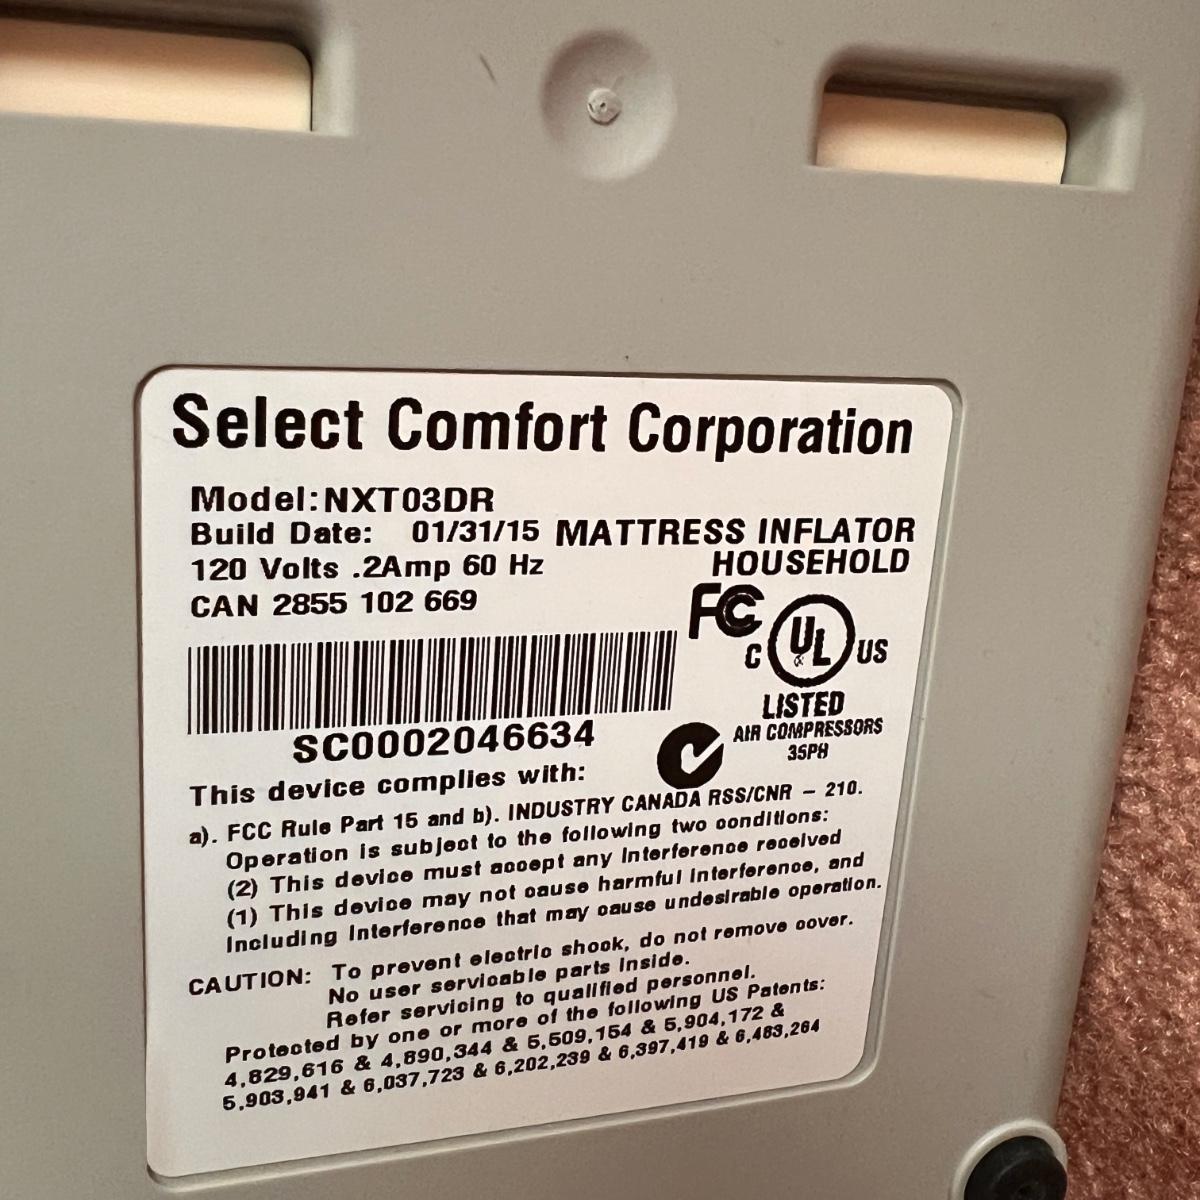 Select Comfort Corporation
Model:NXT03DR
Build Date: 01/31/15 MATTRESS INFLATOR
120 Volts .2Amp 60 Hz HOUSEHOLD
CAN 2855 102 669
FC
C UL US
LISTED
AIR COMPRESSORS
35PH
SC0002046634
This device complies with:
a). FCC Rule Part 15 and b). INDUSTRY CANADA RSS/CNR – 210.
Operation is subject to the following two conditions:
(2) This device must accept any interference received
(1) This device may not cause harmful interference, and
Including Interference that may cause undesirable operation.
CAUTION: To prevent electric shock, do not remove cover.
No user servicable parts inside.
Refer servicing to qualified personnel.
Protected by one or more of the following US Patents:
4,829,616 & 4,890,344 & 5,509,154 & 5,904,172 &
5,903,941 & 6,037,723 & 6,202,239 & 6,397,419 & 6,483,264